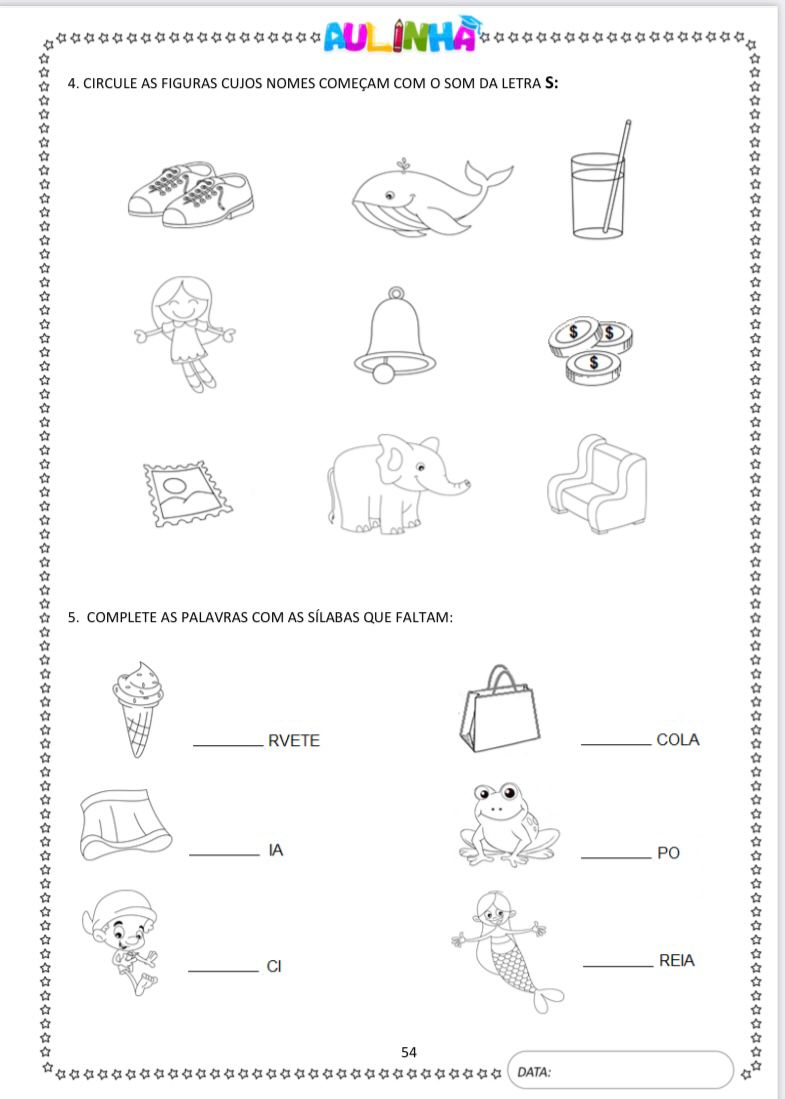 AULINHA
4. CIRCULE AS FIGURAS CUJOS NOMES COMEÇAM COM O SOM DA LETRA S:
$ $
$
5. COMPLETE AS PALAVRAS COM AS SÍLABAS QUE FALTAM:
________ RVETE
________ COLA
________ IA
________ PO
________ CI
________ REIA
54
DATA: